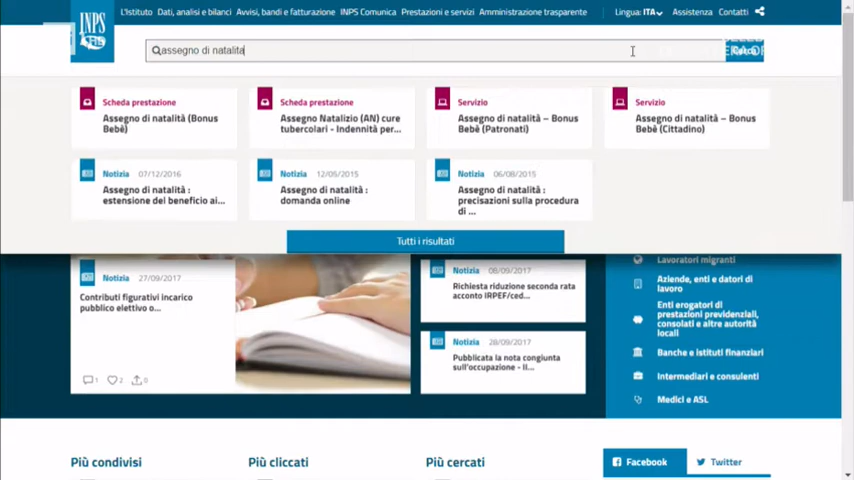 L'Istituto Dati, analisi e bilanci Avvisi, bandi e fatturazione INPS Comunica Prestazioni e servizi Amministrazione trasparente Lingua: ITA Assistenza Contatti
INPS
assegno di natalita
Scheda prestazione
Assegno di natalità (Bonus
Bebè)
Scheda prestazione
Assegno Natalizio (AN) cure
tubercolari - Indennità per...
Servizio
Assegno di natalità – Bonus
Bebè (Patronati)
Servizio
Assegno di natalità – Bonus
Bebè (Cittadino)
Notizia 07/12/2016
Assegno di natalità :
estensione del beneficio ai...
Notizia 12/05/2015
Assegno di natalità :
domanda online
Notizia 06/08/2015
Assegno di natalità :
precisazioni sulla procedura
di ...
Tutti i risultati
Notizia 27/09/2017
Contributi figurativi incarico
pubblico elettivo o...
1 2 0
Notizia 08/09/2017
Richiesta riduzione seconda rata
acconto IRPEF/ced...
Notizia 28/09/2017
Pubblicata la nota congiunta
sull'occupazione - II...
Lavoratori migranti
Aziende, enti e datori di
lavoro
Enti erogatori di
prestazioni previdenziali,
consolati e altre autorità
locali
Banche e istituti finanziari
Intermediari e consulenti
Medici e ASL
Più condivisi
Più cliccati
Più cercati
Facebook
Twitter